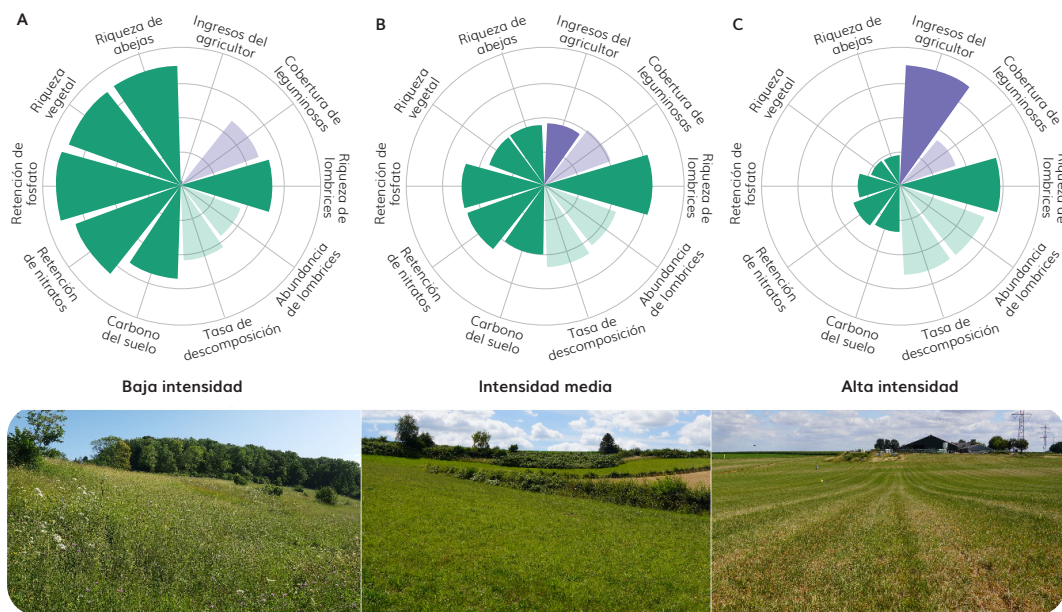 A
Riqueza de
abejas
Ingresos del
agricultor
Cobertura de
leguminosas
Riqueza de
lombrices
Abundancia
de lombrices
Tasa de
descomposición
Carbono
del suelo
Retención
de nitratos
Retención de
fosfato
Riqueza
vegetal
Baja intensidad
B
Riqueza de
abejas
Ingresos del
agricultor
Cobertura de
leguminosas
Riqueza de
lombrices
Abundancia
de lombrices
Tasa de
descomposición
Carbono
del suelo
Retención
de nitratos
Retención de
fosfato
Riqueza
vegetal
Intensidad media
C
Riqueza de
abejas
Ingresos del
agricultor
Cobertura de
leguminosas
Riqueza de
lombrices
Abundancia
de lombrices
Tasa de
descomposición
Carbono
del suelo
Retención
de nitratos
Retención de
fosfato
Riqueza
vegetal
Alta intensidad